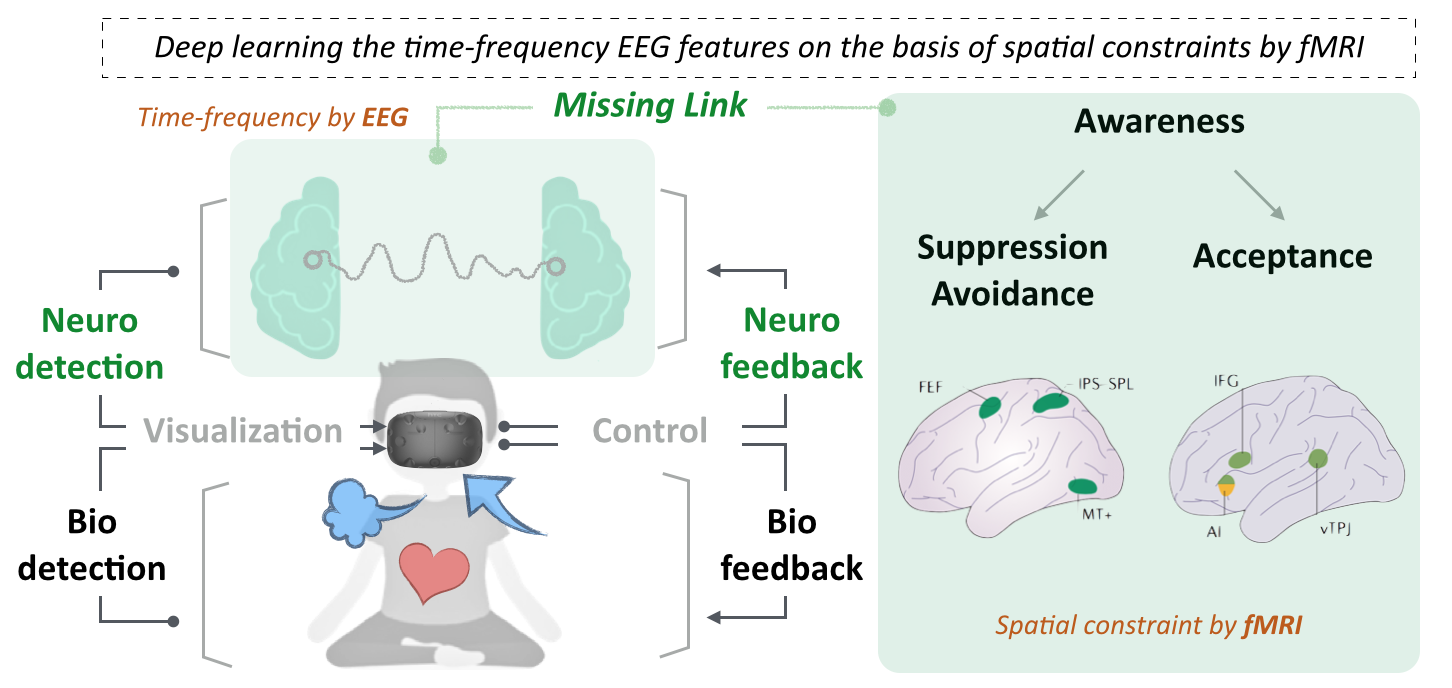 Deep learning the time-frequency EEG features on the basis of spatial constraints by fMRI
Time-frequency by EEG
Missing Link
Neuro
detection
Neuro
feedback
Visualization
Control
Bio
detection
Bio
feedback
Awareness
Suppression
Avoidance
Acceptance
FEF
IPS-SPL
MT+
IFG
AI
vTPJ
Spatial constraint by fMRI